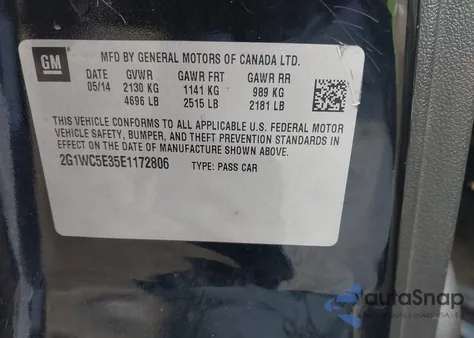 GM
MFD BY GENERAL MOTORS OF CANADA LTD.
DATE GVWR GAWR FRT GAWR RR
05/14 2130 KG 1141 KG 989 KG
4696 LB 2515 LB 2181 LB
THIS VEHICLE CONFORMS TO ALL APPLICABLE U.S. FEDERAL MOTOR
VEHICLE SAFETY, BUMPER, AND THEFT PREVENTION STANDARDS IN
EFFECT ON THE DATE OF MANUFACTURE SHOWN ABOVE.
2G1WC5E35E1172806 TYPE: PASS CAR
autaSnap